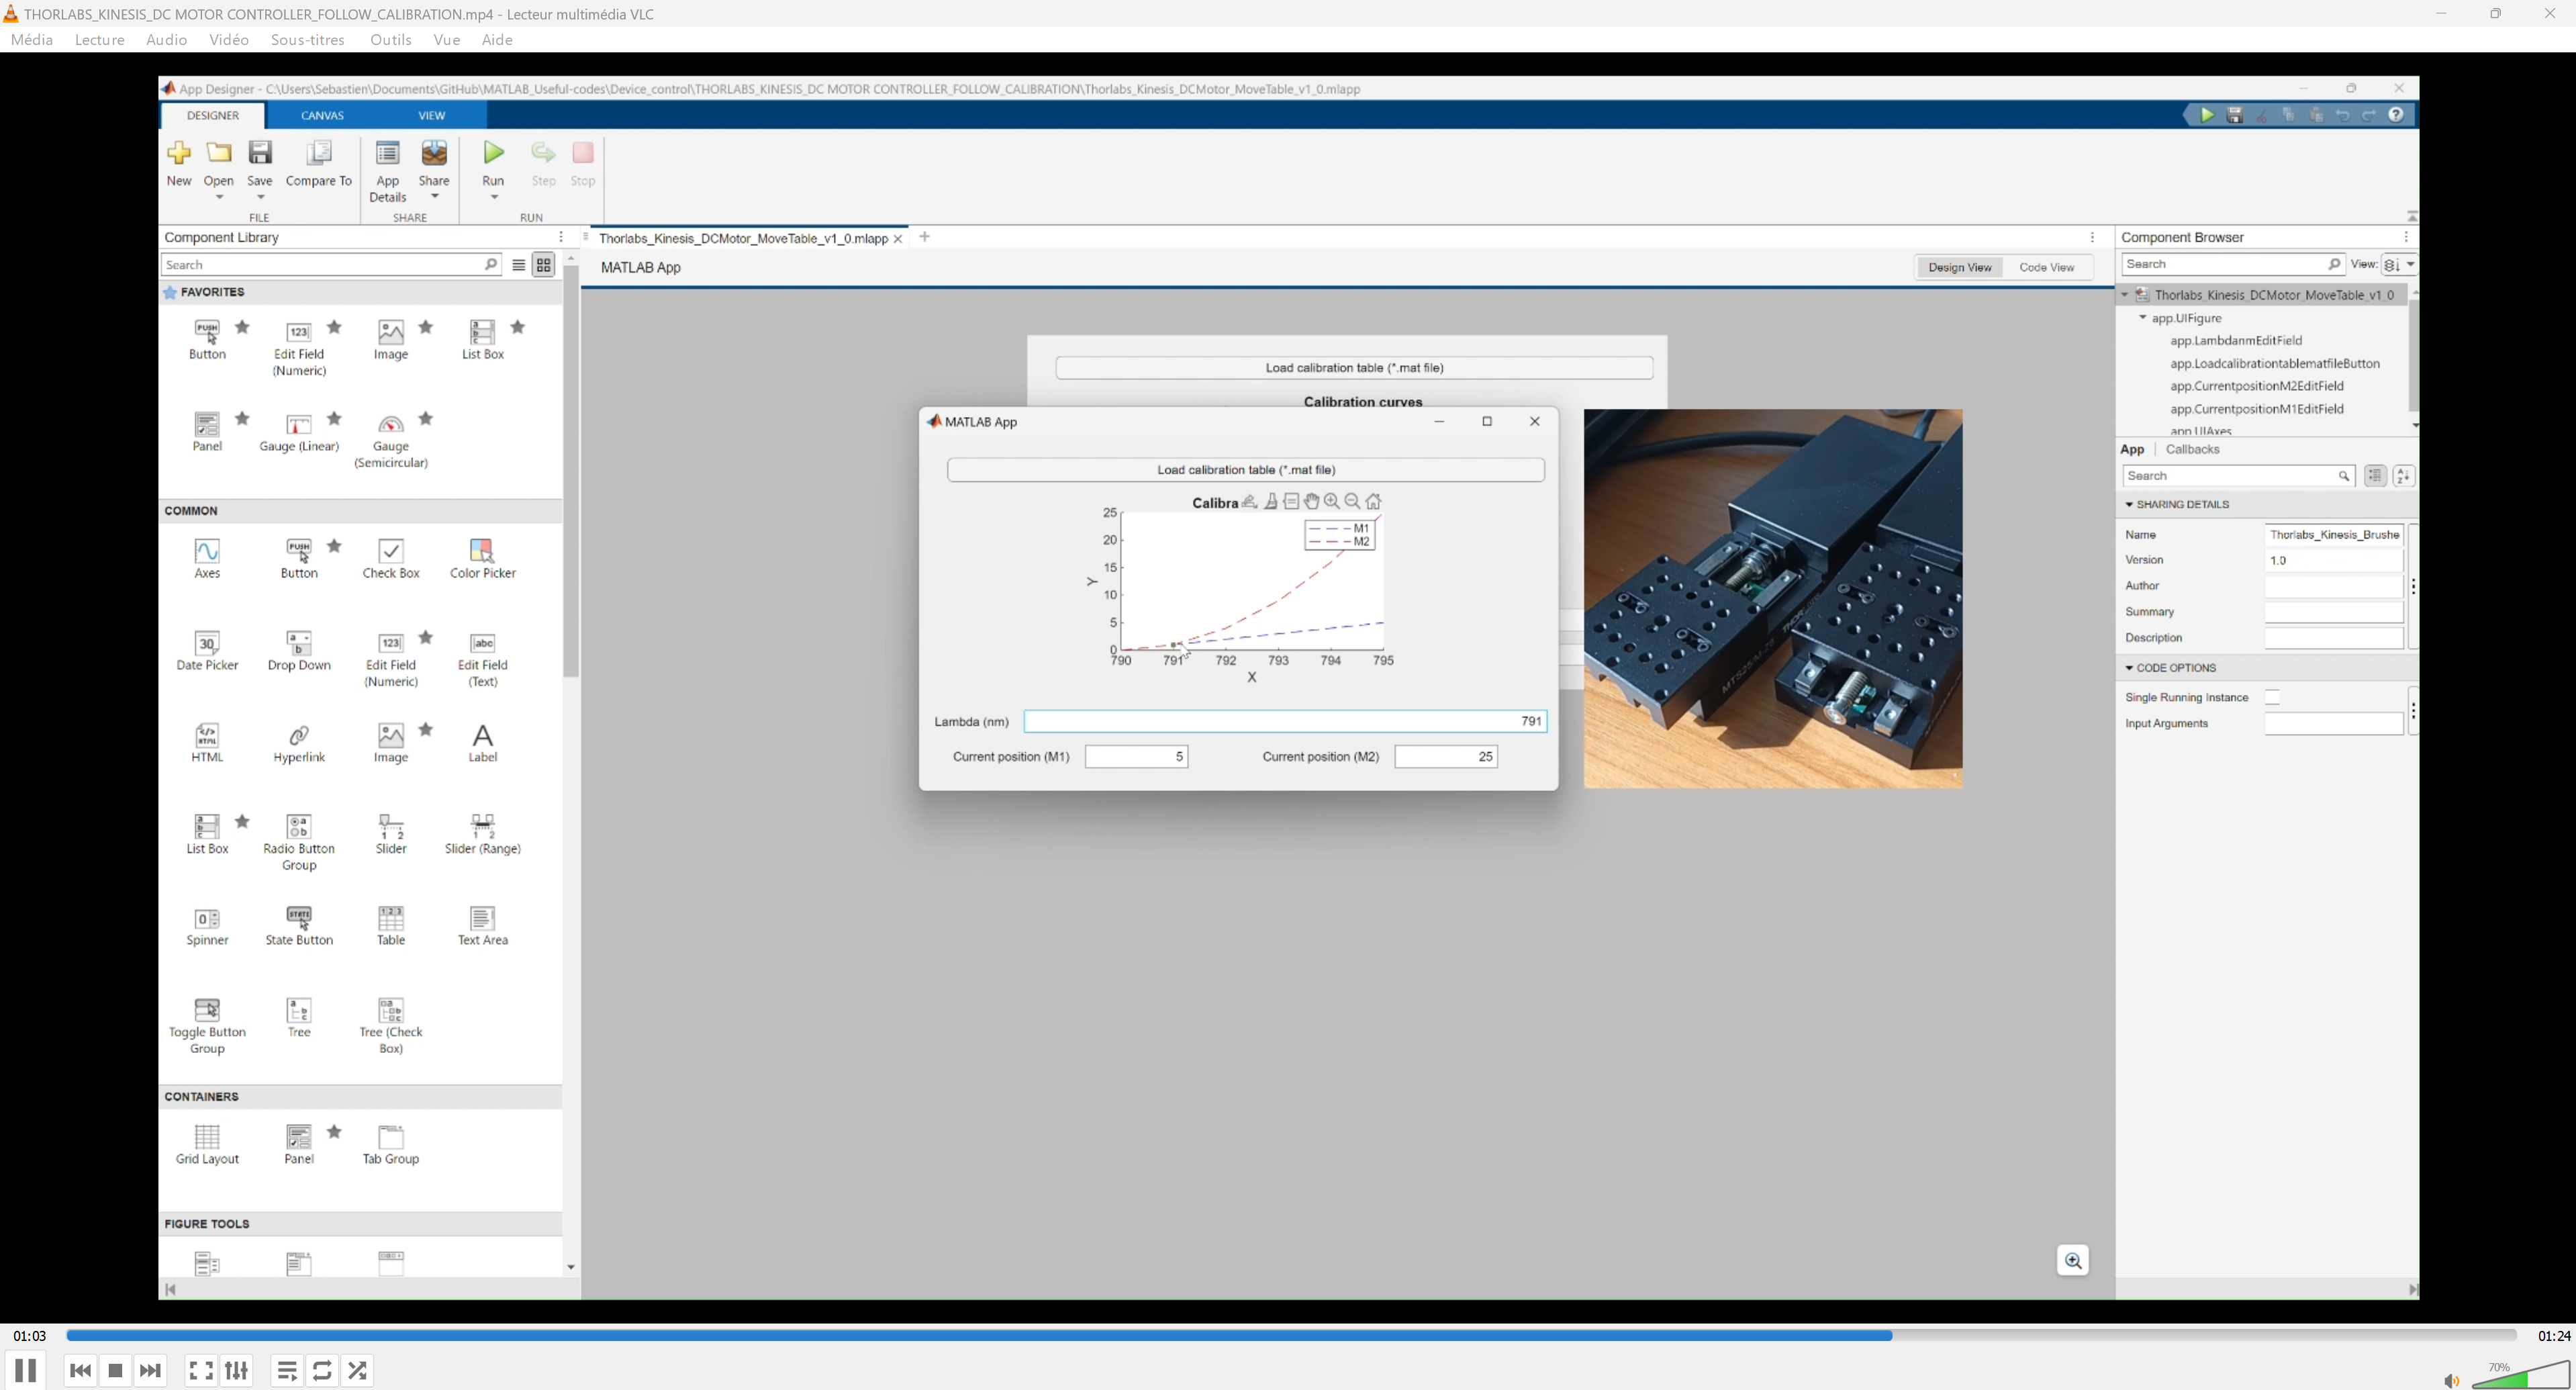 THORLABS_KINESIS_DC MOTOR CONTROLLER_FOLLOW_CALIBRATION.mp4 - Lecteur multimédia VLC
Média Lecture Audio Vidéo Sous-titres Outils Vue Aide
App Designer - C:\Users\Sebastien\Documents\GitHub\MATLAB_Useful-codes\Device_control\THORLABS_KINESIS_DC MOTOR CONTROLLER_FOLLOW_CALIBRATION\Thorlabs_Kinesis_DCMotor_MoveTable_v1_0.mlapp
DESIGNER CANVAS VIEW
New Open Save Compare To App Details Share Run Step Stop
FILE SHARE RUN
Component Library
Search
FAVORITES
Button Edit Field (Numeric) Image List Box
Panel Gauge (Linear) Gauge (Semicircular)
COMMON
Axes Button Check Box Color Picker
Date Picker Drop Down Edit Field (Numeric) Edit Field (Text)
HTML Hyperlink Image Label
List Box Radio Button Group Slider Slider (Range)
Spinner State Button Table Text Area
Toggle Button Group Tree Tree (Check Box)
CONTAINERS
Grid Layout Panel Tab Group
FIGURE TOOLS
Thorlabs_Kinesis_DCMotor_MoveTable_v1_0.mlapp
MATLAB App
Design View Code View
Load calibration table (*.mat file)
Calibration curves
MATLAB App
Load calibration table (*.mat file)
Calibra
25
20
15
10
5
0
Y
M1
M2
790 791 792 793 794 795
X
Lambda (nm) 791
Current position (M1) 5 Current position (M2) 25
MTS25/M-Z8
Component Browser
Search View:
Thorlabs_Kinesis_DCMotor_MoveTable_v1_0
app.UIFigure
app.LambdanmEditField
app.LoadcalibrationtablematfileButton
app.CurrentpositionM2EditField
app.CurrentpositionM1EditField
app.UIAxes
App Callbacks
Search
SHARING DETAILS
Name Thorlabs_Kinesis_Brushe
Version 1.0
Author
Summary
Description
CODE OPTIONS
Single Running Instance
Input Arguments
01:03 01:24
70%